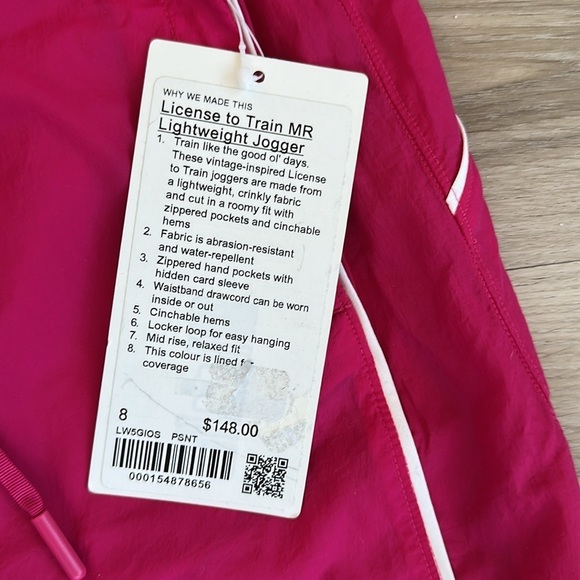 WHY WE MADE THIS
License to Train MR
Lightweight Jogger
1. Train like the good ol' days.
These vintage-inspired License
to Train joggers are made from
a lightweight, crinkly fabric
and cut in a roomy fit with
zippered pockets and cinchable
hems
2. Fabric is abrasion-resistant
and water-repellent
3. Zippered hand pockets with
hidden card sleeve
4. Waistband drawcord can be worn
inside or out
5. Cinchable hems
6. Locker loop for easy hanging
7. Mid rise, relaxed fit
8. This colour is lined for
coverage
8 $148.00
LW5GIOS PSNT
000154878656